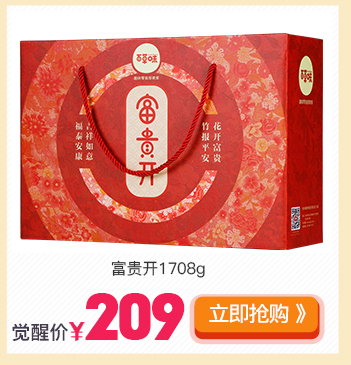 百草味
富贵开
花开富贵
竹报平安
吉祥如意
福泰安康
百草味
富贵开1708g
觉醒价¥209
立即抢购 》